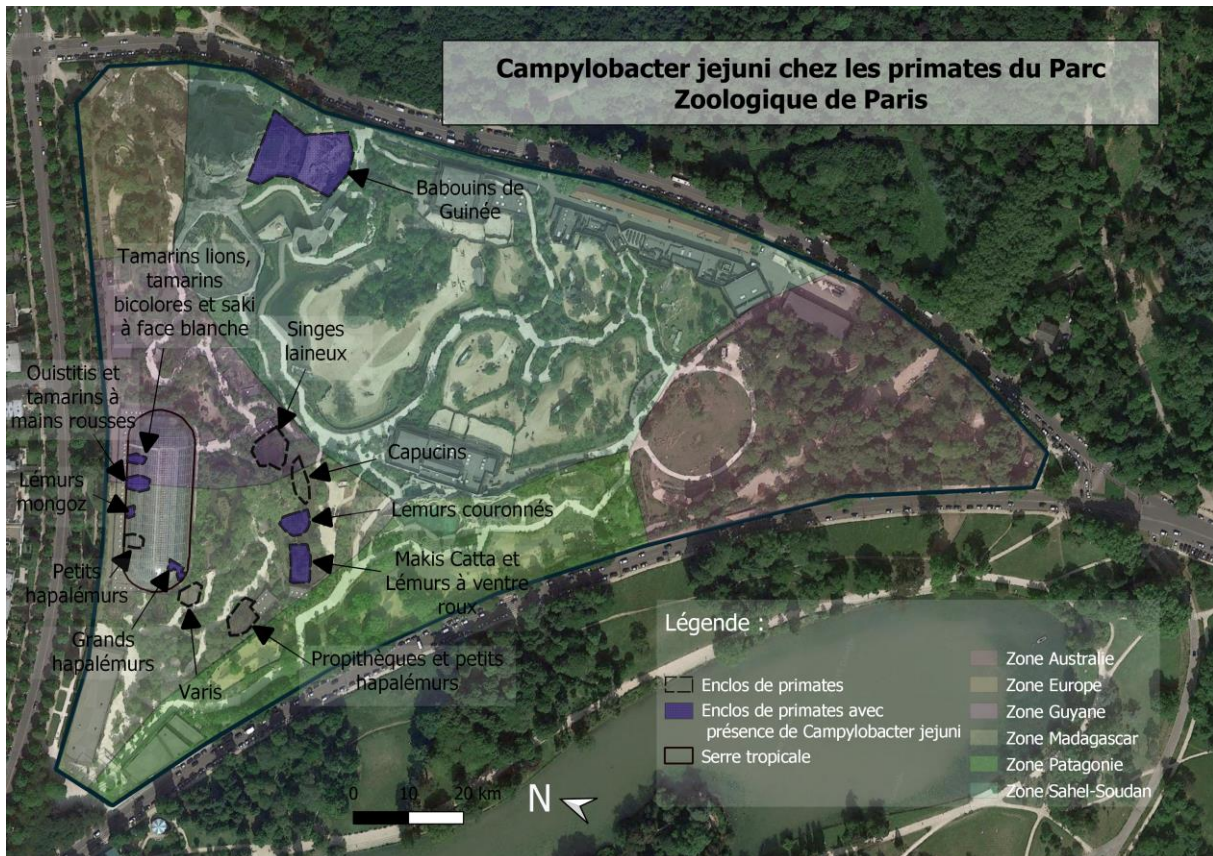 Campylobacter jejuni chez les primates du Parc
Zoologique de Paris
Babouins de
Guinée
Tamarins lions,
tamarins
bicolores et saki
à face blanche
Singes
laineux
Ouistitis et
tamarins à
mains rousses
Capucins
Lémurs
mongoz
Lemurs couronnés
Petits
hapalémurs
Makis Catta et
Lémurs à ventre
roux
Grands
hapalémurs
Varis
Propithèques et petits
hapalémurs
Légende :
Enclos de primates
Enclos de primates avec
présence de Campylobacter jejuni
Serre tropicale
Zone Australie
Zone Europe
Zone Guyane
Zone Madagascar
Zone Patagonie
Zone Sahel-Soudan
0 10 20 km
N